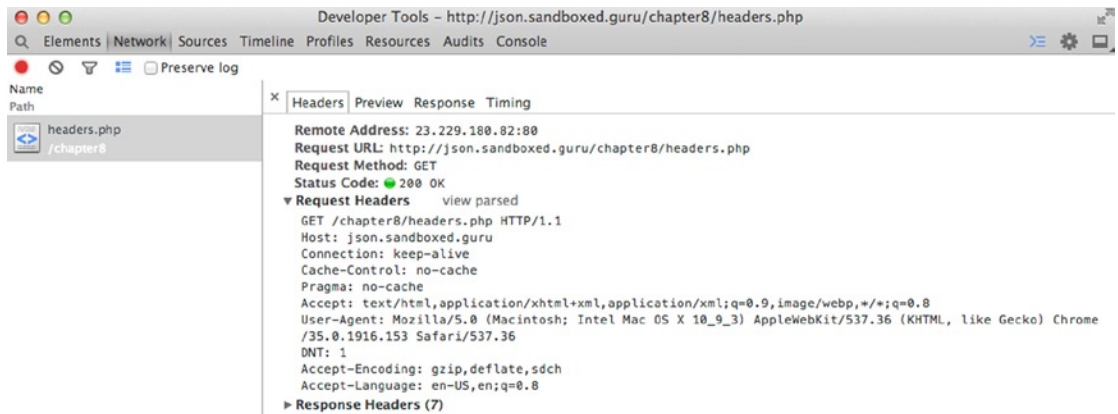 Developer Tools - http://json.sandboxed.guru/chapter8/headers.php
Elements Network Sources Timeline Profiles Resources Audits Console
Preserve log
Name
Path
headers.php
/chapter8
× Headers Preview Response Timing
Remote Address: 23.229.180.82:80
Request URL: http://json.sandboxed.guru/chapter8/headers.php
Request Method: GET
Status Code: 200 OK
▼Request Headers view parsed
GET /chapter8/headers.php HTTP/1.1
Host: json.sandboxed.guru
Connection: keep-alive
Cache-Control: no-cache
Pragma: no-cache
Accept: text/html,application/xhtml+xml,application/xml;q=0.9,image/webp,*/*;q=0.8
User-Agent: Mozilla/5.0 (Macintosh; Intel Mac OS X 10_9_3) AppleWebKit/537.36 (KHTML, like Gecko) Chrome
/35.0.1916.153 Safari/537.36
DNT: 1
Accept-Encoding: gzip,deflate,sdch
Accept-Language: en-US,en;q=0.8
►Response Headers (7)